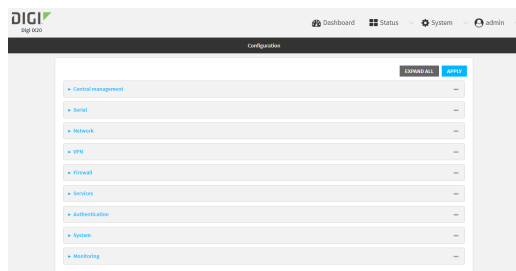 DIGI
Digi IX20
Dashboard Status System admin
Configuration
EXPAND ALL APPLY
Central management
Serial
Network
VPN
Firewall
Services
Authentication
System
Monitoring